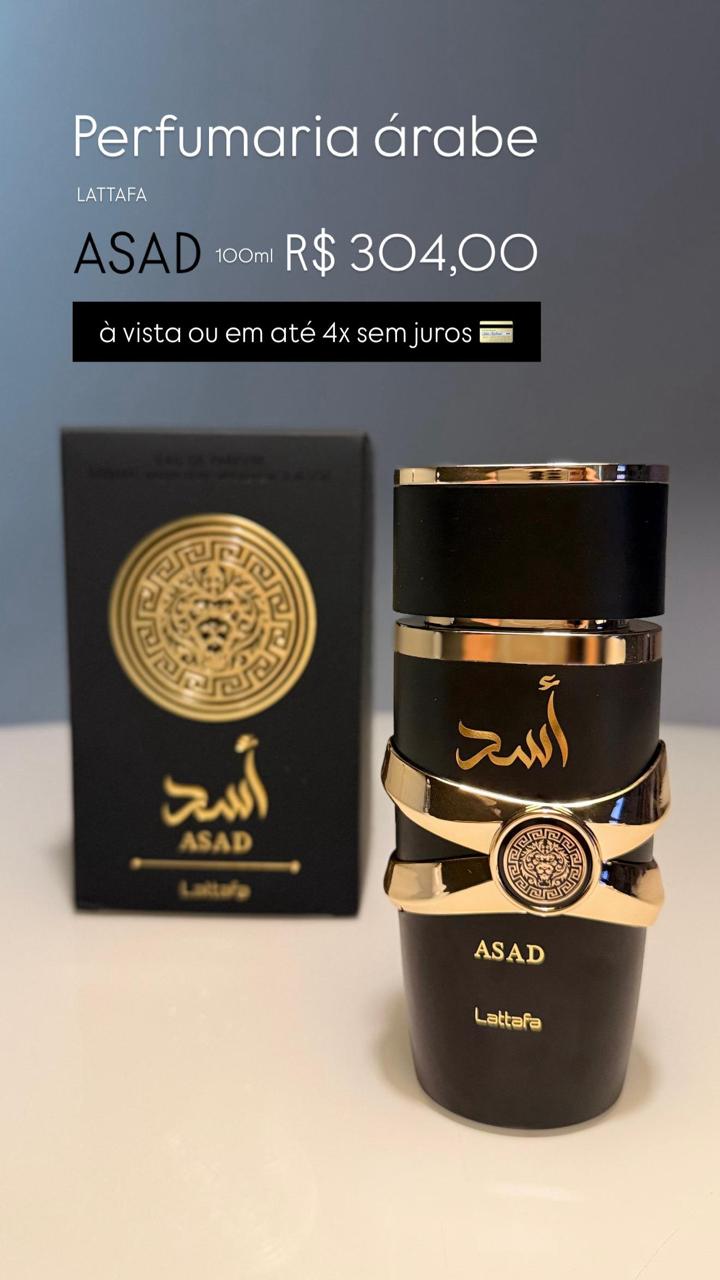 Perfumaria árabe
LATTAFA
ASAD 100ml R$ 304,00
à vista ou em até 4x sem juros 💳
EAU DE PARFUM
أسد
ASAD
Lattafa
أسد
ASAD
Lattafa